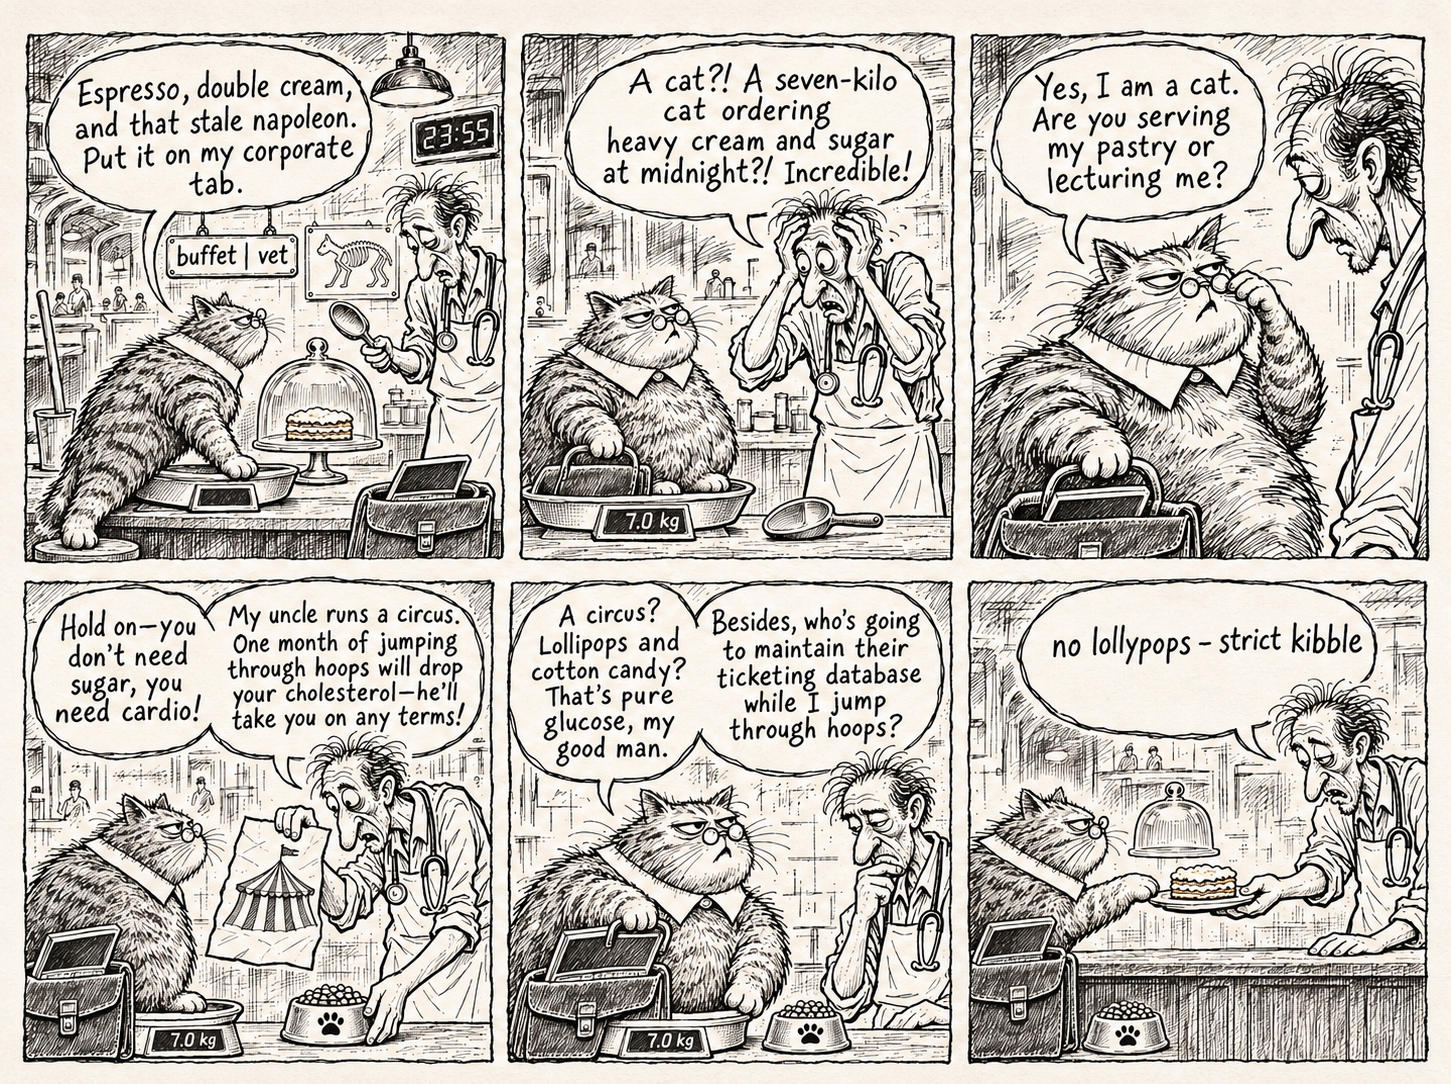 Espresso, double cream,
and that stale napoleon.
Put it on my corporate
tab.
23:55
buffet | vet
A cat?! A seven-kilo
cat ordering
heavy cream and sugar
at midnight?! Incredible!
7.0 kg
Yes, I am a cat.
Are you serving
my pastry or
lecturing me?
Hold on—you
don't need
sugar, you
need cardio!
My uncle runs a circus.
One month of jumping
through hoops will drop
your cholesterol—he'll
take you on any terms!
7.0 kg
A circus?
Lollipops and
cotton candy?
That's pure
glucose, my
good man.
Besides, who's going
to maintain their
ticketing database
while I jump
through hoops?
7.0 kg
no lollypops – strict kibble